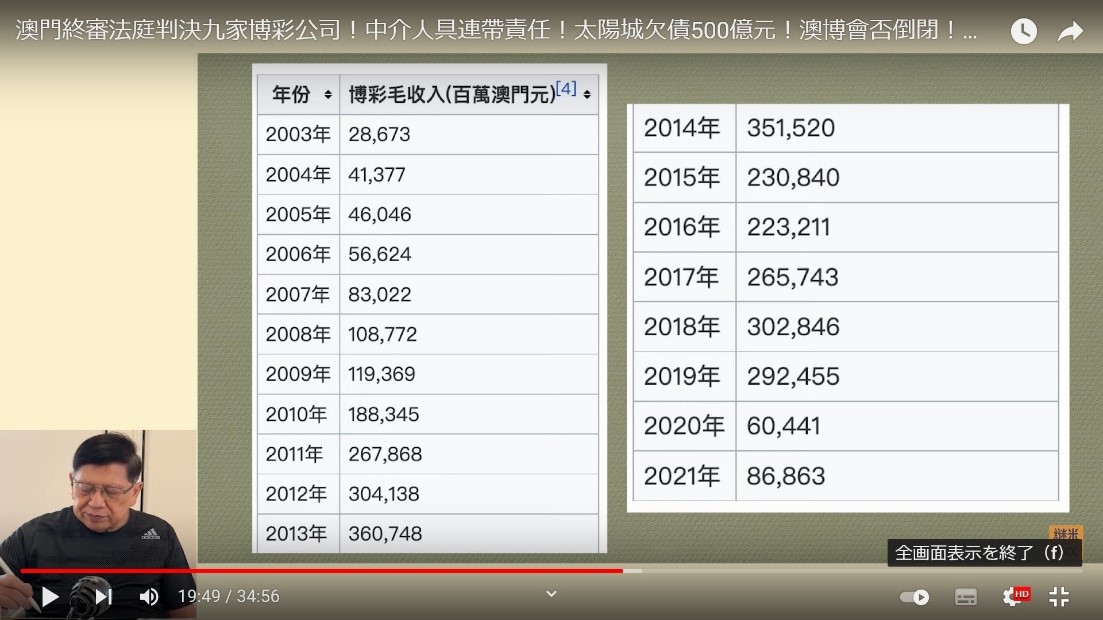 澳門終審法庭判決九家博彩公司！中介人具連帶責任！太陽城欠債500億元！澳博會否倒閉！...
年份 博彩毛收入(百萬澳門元)[4]
2003年 28,673
2004年 41,377
2005年 46,046
2006年 56,624
2007年 83,022
2008年 108,772
2009年 119,369
2010年 188,345
2011年 267,868
2012年 304,138
2013年 360,748
2014年 351,520
2015年 230,840
2016年 223,211
2017年 265,743
2018年 302,846
2019年 292,455
2020年 60,441
2021年 86,863
全画面表示を終了（f）
19:49 / 34:56
HD